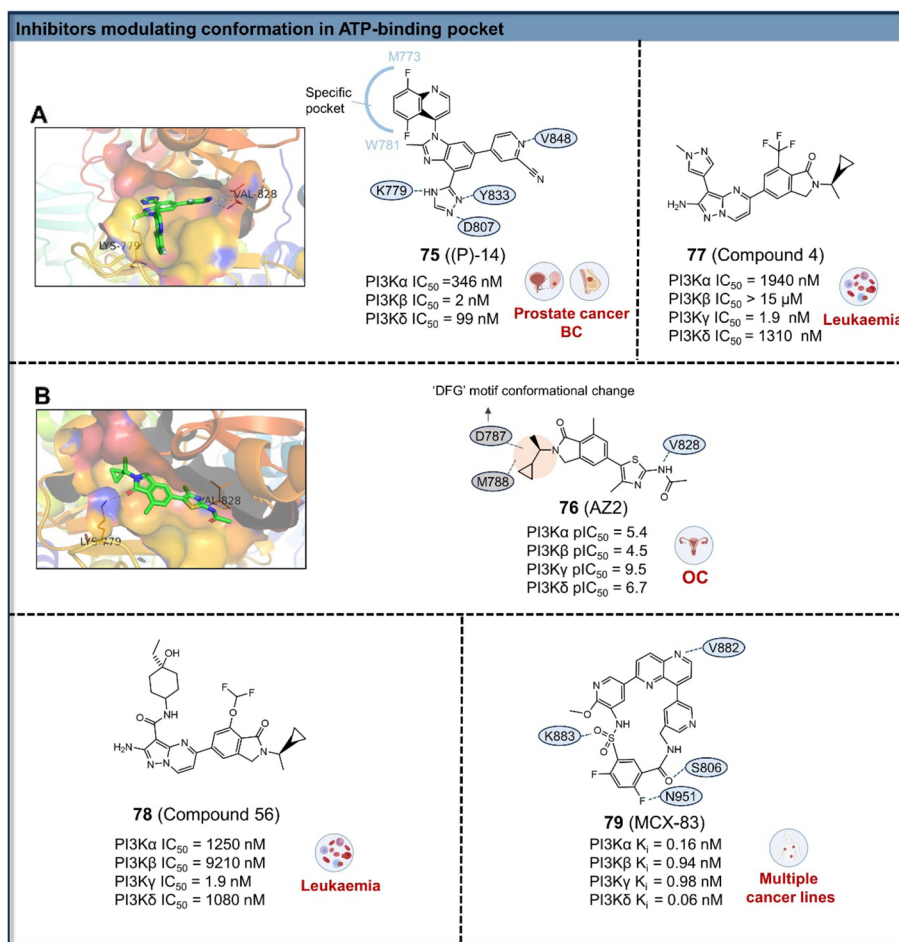 Inhibitors modulating conformation in ATP-binding pocket
A
VAL-828
LYS-779
M773
Specific
pocket
W781
F
N
F
N
N
N
V848
N
K779
HN
N
Y833
N
D807
75 ((P)-14)
PI3Kα IC50 =346 nM
PI3Kβ IC50 = 2 nM
PI3Kδ IC50 = 99 nM
Prostate cancer
BC
F
F
F
O
N
N
N
N
H2N
N
N
77 (Compound 4)
PI3Kα IC50 = 1940 nM
PI3Kβ IC50 > 15 µM
PI3Kγ IC50 = 1.9 nM
PI3Kδ IC50 = 1310 nM
Leukaemia
B
VAL-828
LYS-779
'DFG' motif conformational change
D787
M788
O
N
S
N
NH
O
V828
76 (AZ2)
PI3Kα pIC50 = 5.4
PI3Kβ pIC50 = 4.5
PI3Kγ pIC50 = 9.5
PI3Kδ pIC50 = 6.7
OC
OH
O
NH
F
F
O
O
N
N
H2N
N
N
78 (Compound 56)
PI3Kα IC50 = 1250 nM
PI3Kβ IC50 = 9210 nM
PI3Kγ IC50 = 1.9 nM
PI3Kδ IC50 = 1080 nM
Leukaemia
V882
N
N
N
O
N
NH
K883
O
S
O
NH
O
F
F
S806
N951
79 (MCX-83)
PI3Kα Ki = 0.16 nM
PI3Kβ Ki = 0.94 nM
PI3Kγ Ki = 0.98 nM
PI3Kδ Ki = 0.06 nM
Multiple
cancer lines